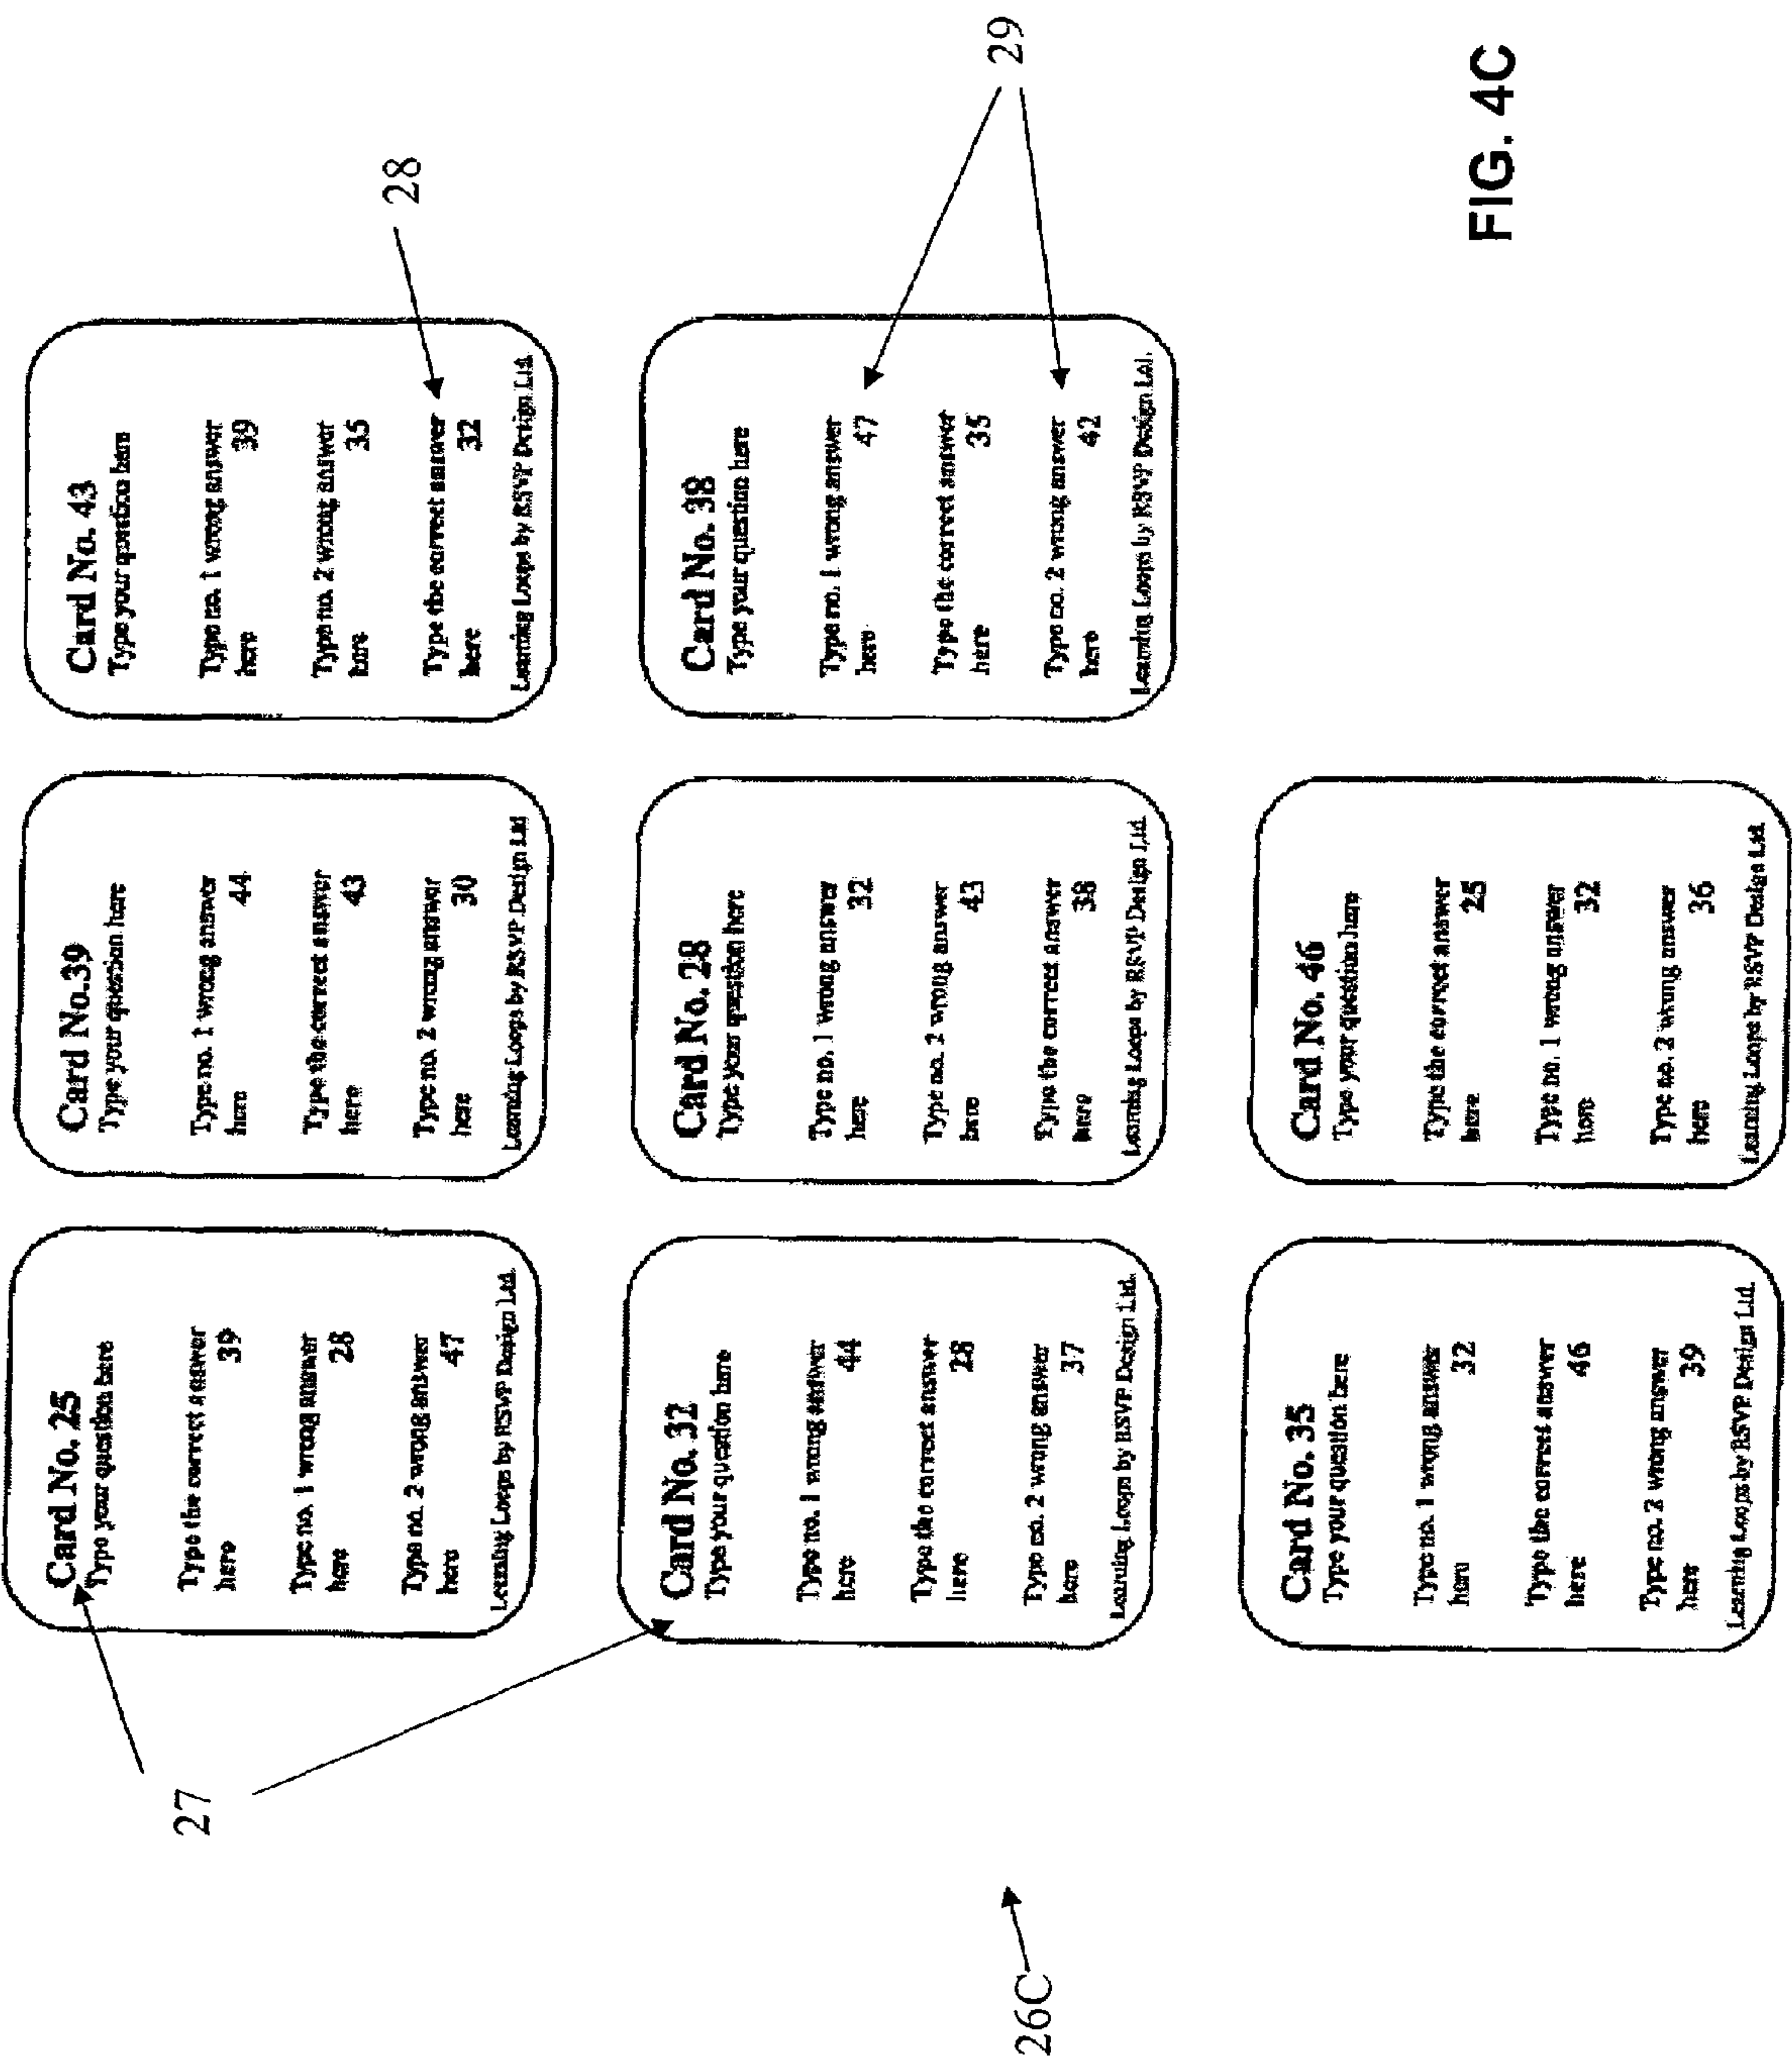 27
Card No. 25
Type your question here
Type the correct answer
here 39
Type no. 1 wrong answer
here 28
Type no. 2 wrong answer
here 47
Learning Loops by RSVP Design Ltd.
Card No.39
Type your question here
Type no. 1 wrong answer
here 44
Type the correct answer
here 43
Type no. 2 wrong answer
here 30
Learning Loops by RSVP Design Ltd
Card No. 43
Type your question here
Type no. 1 wrong answer
here 39
Type no. 2 wrong answer
here 35
Type the correct answer
here 32
Learning Loops by RSVP Design Ltd.
28
Card No. 32
Type your question here
Type no. 1 wrong answer
here 44
Type the correct answer
here 28
Type no. 2 wrong answer
here 37
Learning Loops by RSVP Design Ltd.
Card No. 28
Type your question here
Type no. 1 wrong answer
here 32
Type no. 2 wrong answer
here 43
Type the correct answer
here 38
Learning Loops by RSVP Design Ltd.
Card No. 38
Type your question here
Type no. 1 wrong answer
here 47
Type the correct answer
here 35
Type no. 2 wrong answer
here 42
Learning Loops by RSVP Design Ltd.
29
26C
Card No. 35
Type your question here
Type no. 1 wrong answer
here 32
Type the correct answer
here 46
Type no. 2 wrong answer
here 39
Learning Loops by RSVP Design Ltd.
Card No. 46
Type your question here
Type the correct answer
here 25
Type no. 1 wrong answer
here 32
Type no. 2 wrong answer
here 36
Learning Loops by RSVP Design Ltd.
FIG. 4C